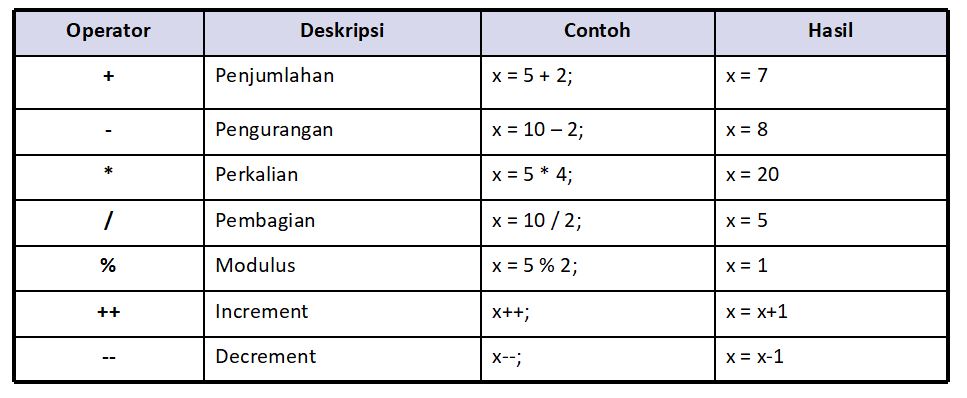 Operator Deskripsi Contoh Hasil
+ Penjumlahan x = 5 + 2; x = 7
- Pengurangan x = 10 – 2; x = 8
* Perkalian x = 5 * 4; x = 20
/ Pembagian x = 10 / 2; x = 5
% Modulus x = 5 % 2; x = 1
++ Increment x++; x = x+1
-- Decrement x--; x = x-1